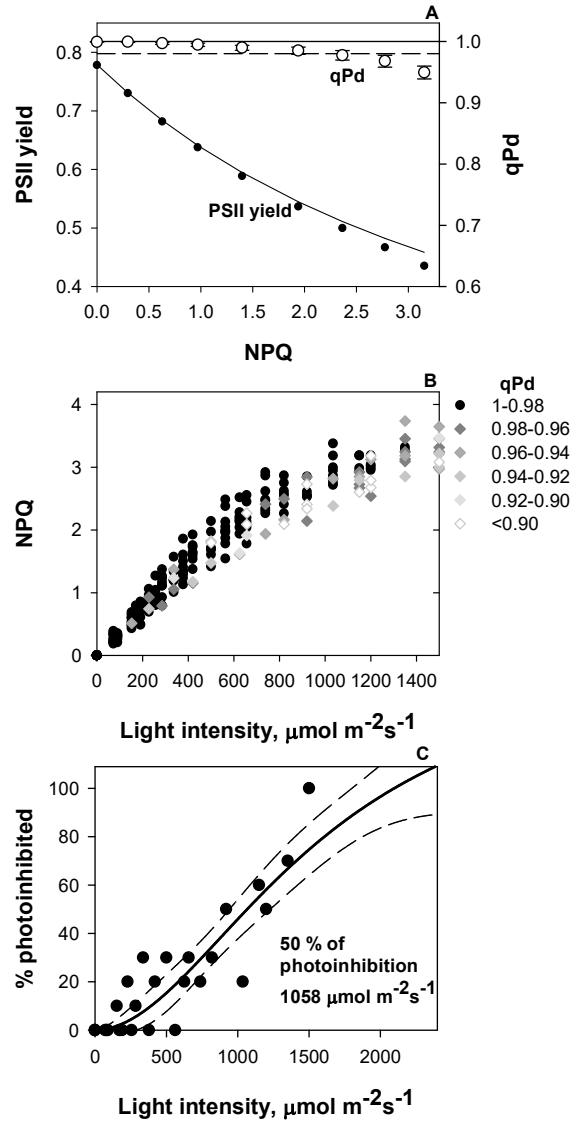 A
0.8
0.7
0.6
0.5
0.4
PSII yield
1.0
0.9
0.8
0.7
0.6
qPd
qPd
PSII yield
0.0 0.5 1.0 1.5 2.0 2.5 3.0
NPQ
B
4
3
2
1
0
NPQ
qPd
1-0.98
0.98-0.96
0.96-0.94
0.94-0.92
0.92-0.90
<0.90
0 200 400 600 800 1000 1200 1400
Light intensity, μmol m-2s-1
C
100
80
60
40
20
0
% photoinhibited
50 % of
photoinhibition
1058 μmol m-2s-1
0 500 1000 1500 2000
Light intensity, μmol m-2s-1